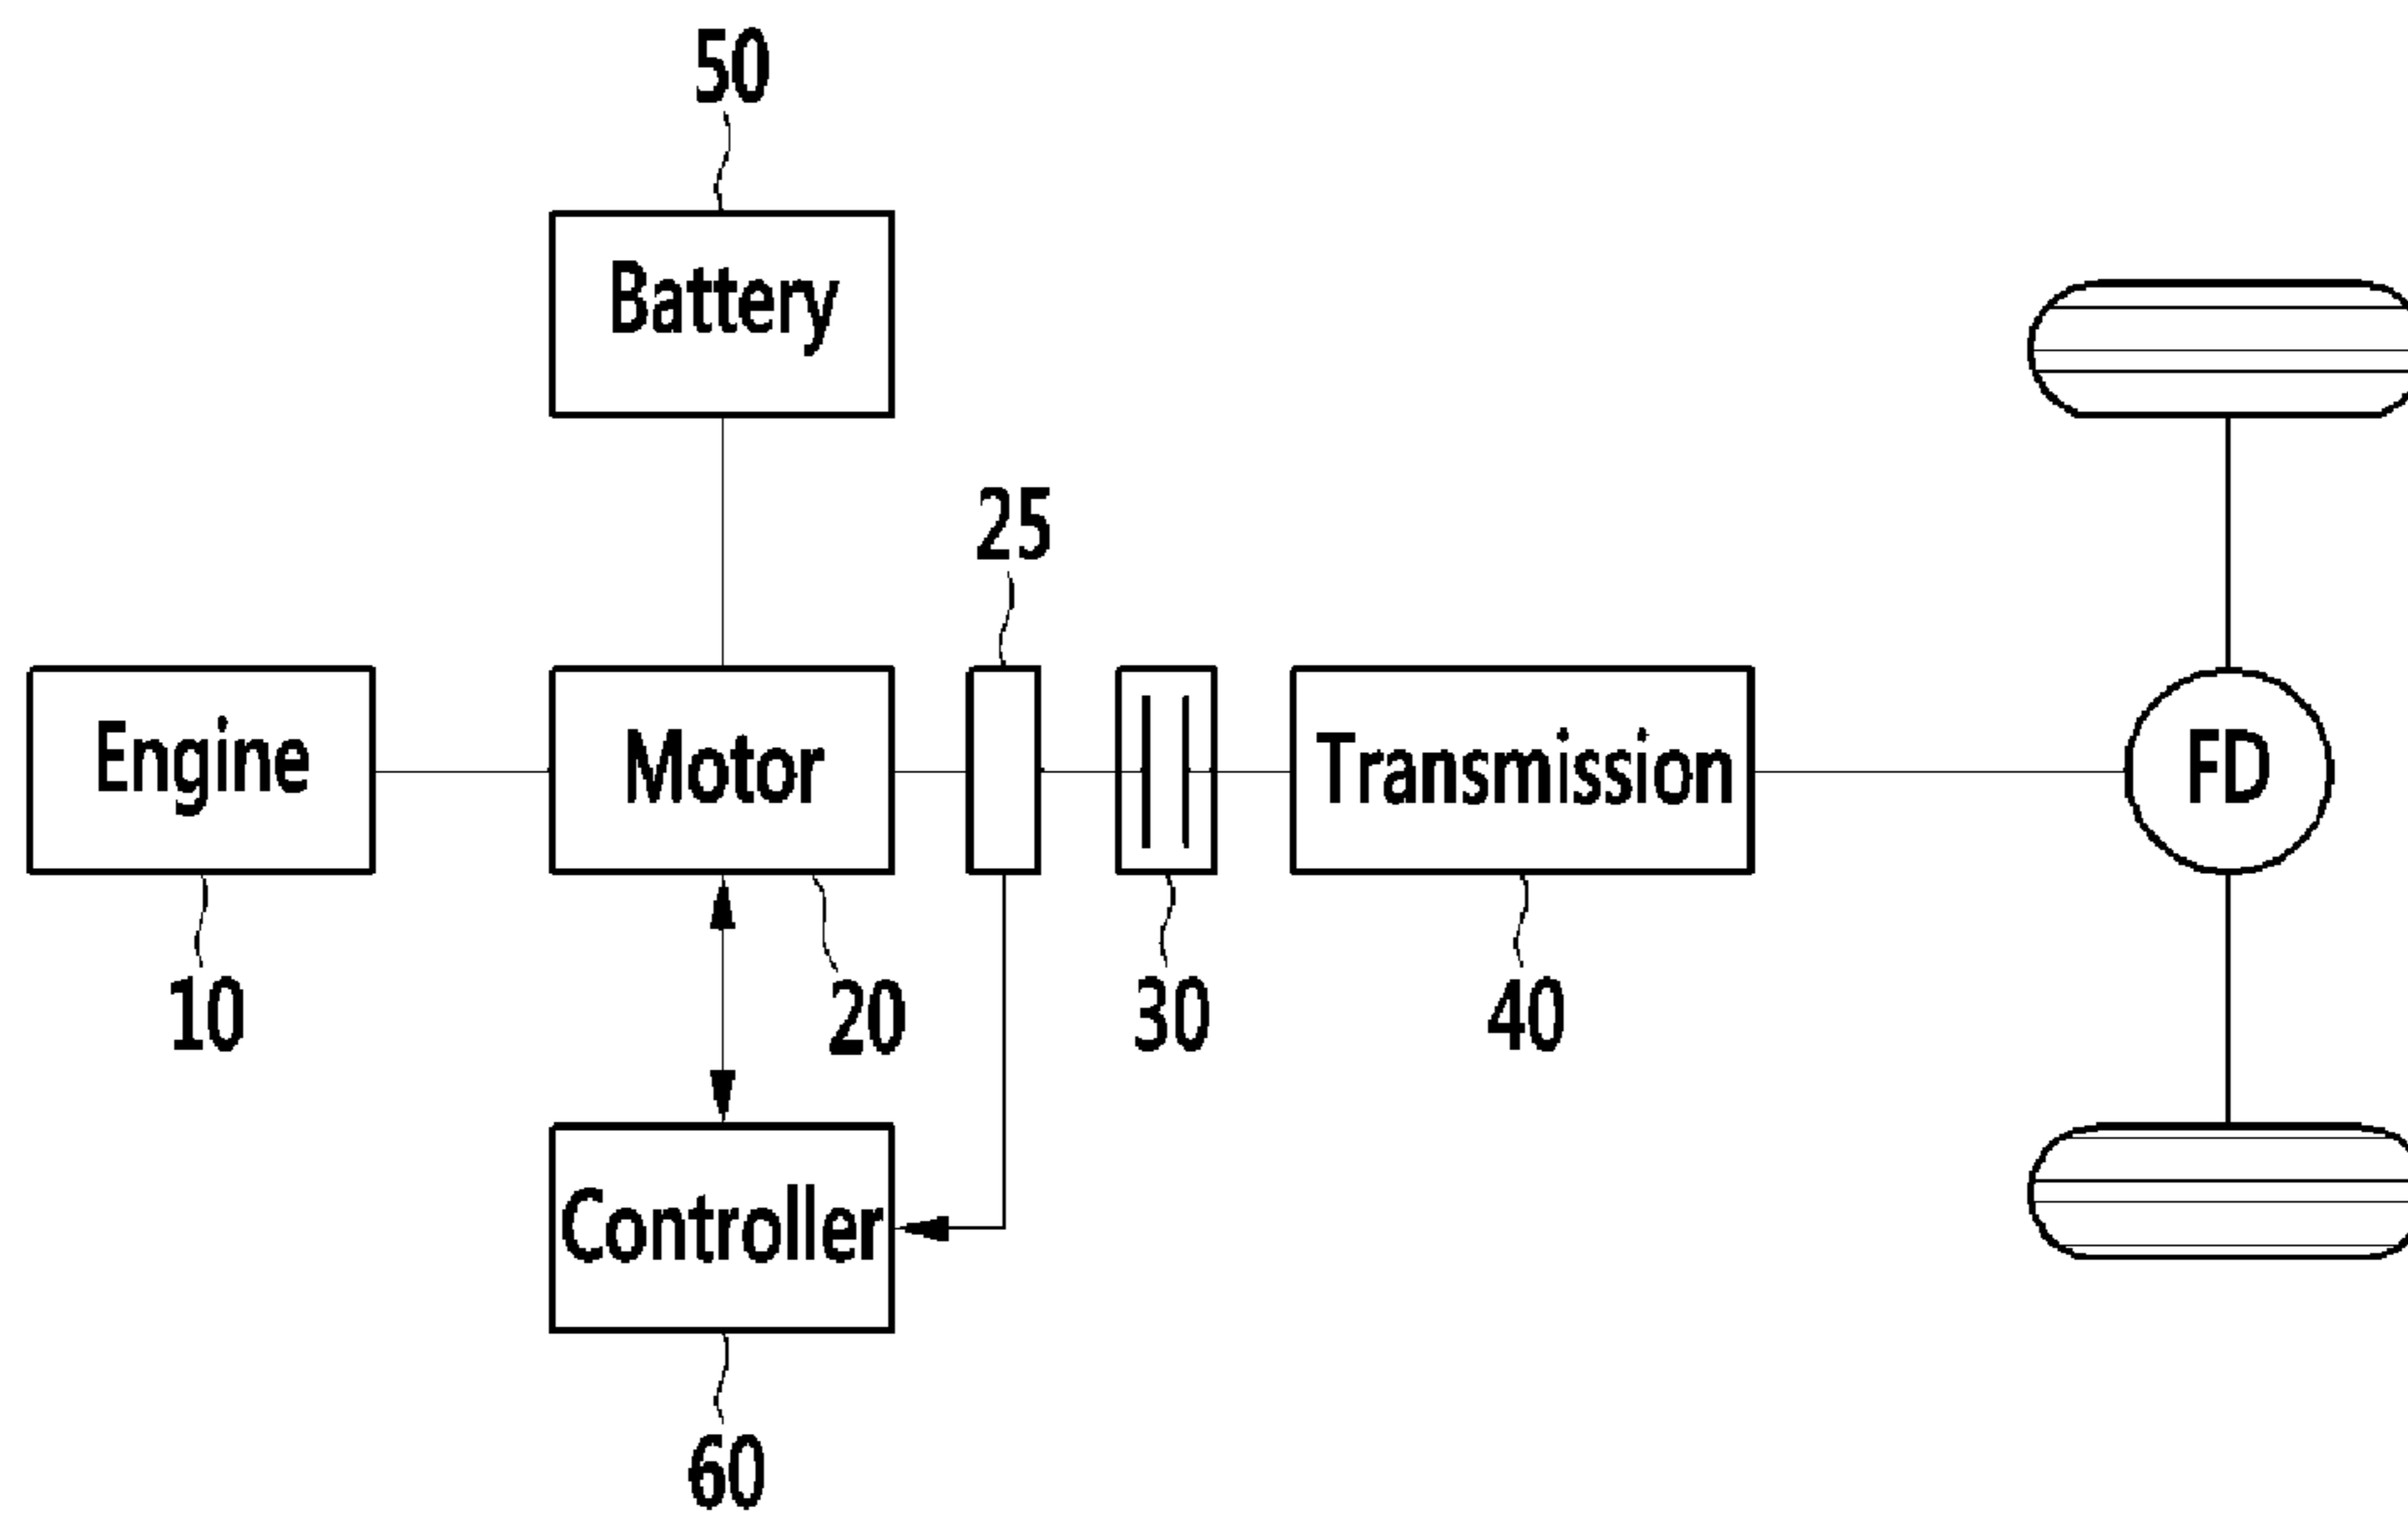 50
Battery
25
Engine
Motor
Transmission
FD
10
20
30
40
Controller
60